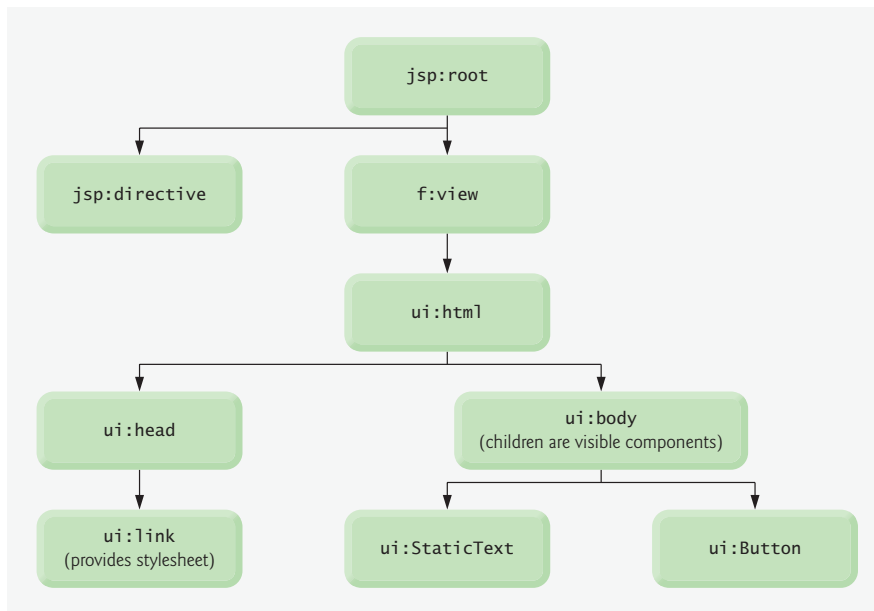 jsp:root
jsp:directive
f:view
ui:html
ui:head
ui:body
(children are visible components)
ui:link
(provides stylesheet)
ui:StaticText
ui:Button